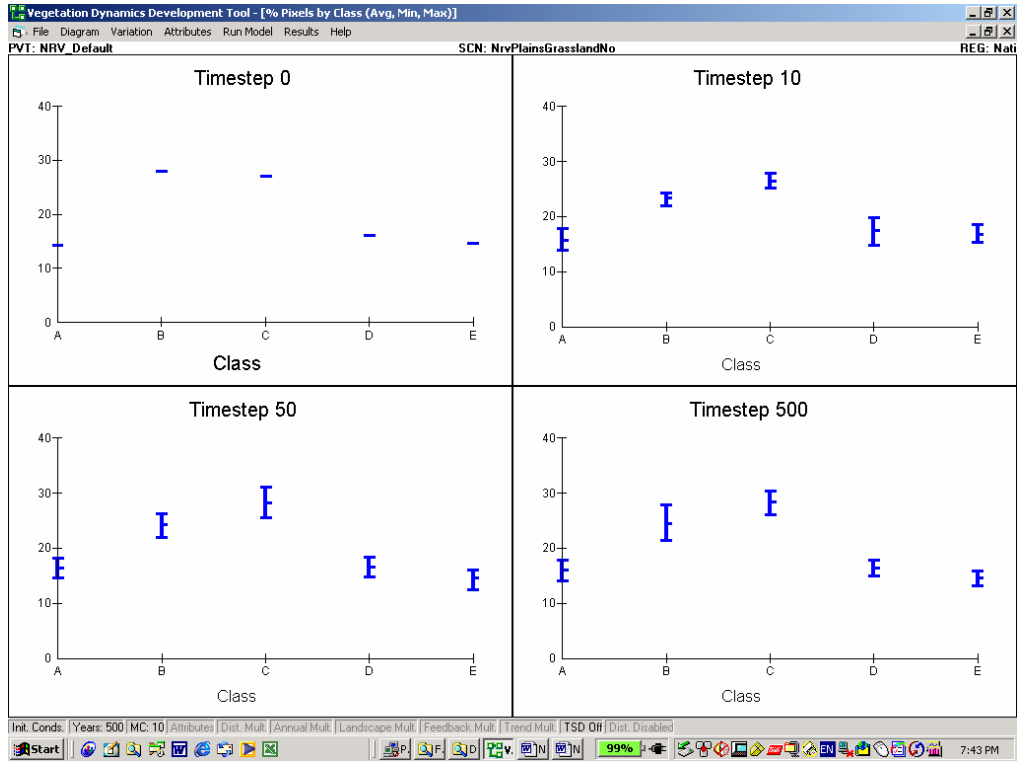 Vegetation Dynamics Development Tool - [% Pixels by Class (Avg, Min, Max)]
File Diagram Variation Attributes Run Model Results Help
PVT: NRV_Default SCN: NrvPlainsGrasslandNo REG: Nati
Timestep 0
40
30
20
10
0
A B C D E
Class
Timestep 10
40
30
20
10
0
A B C D E
Class
Timestep 50
40
30
20
10
0
A B C D E
Class
Timestep 500
40
30
20
10
0
A B C D E
Class
Init. Conds. Years: 500 MC: 10 Attributes Dist. Mult Annual Mult Landscape Mult Feedback Mult Trend Mult TSD Off Dist. Disabled
Start P. F. D V. N N 99% EN 7:43 PM